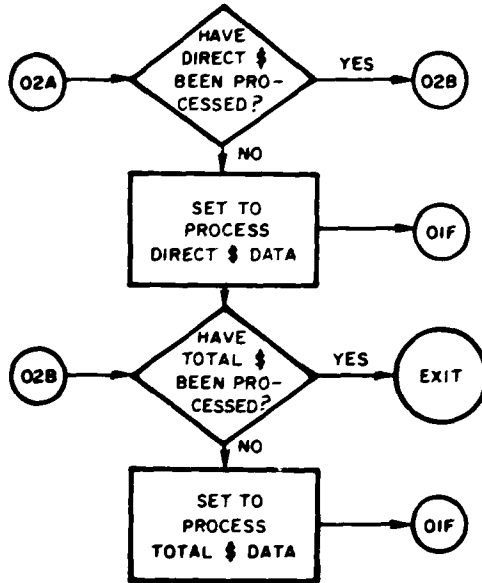 HAVE
DIRECT $
BEEN PRO-
CESSED?
02A
YES
02B
NO
SET TO
PROCESS
DIRECT $ DATA
01F
HAVE
TOTAL $
BEEN PRO-
CESSED?
02B
YES
EXIT
NO
SET TO
PROCESS
TOTAL $ DATA
01F